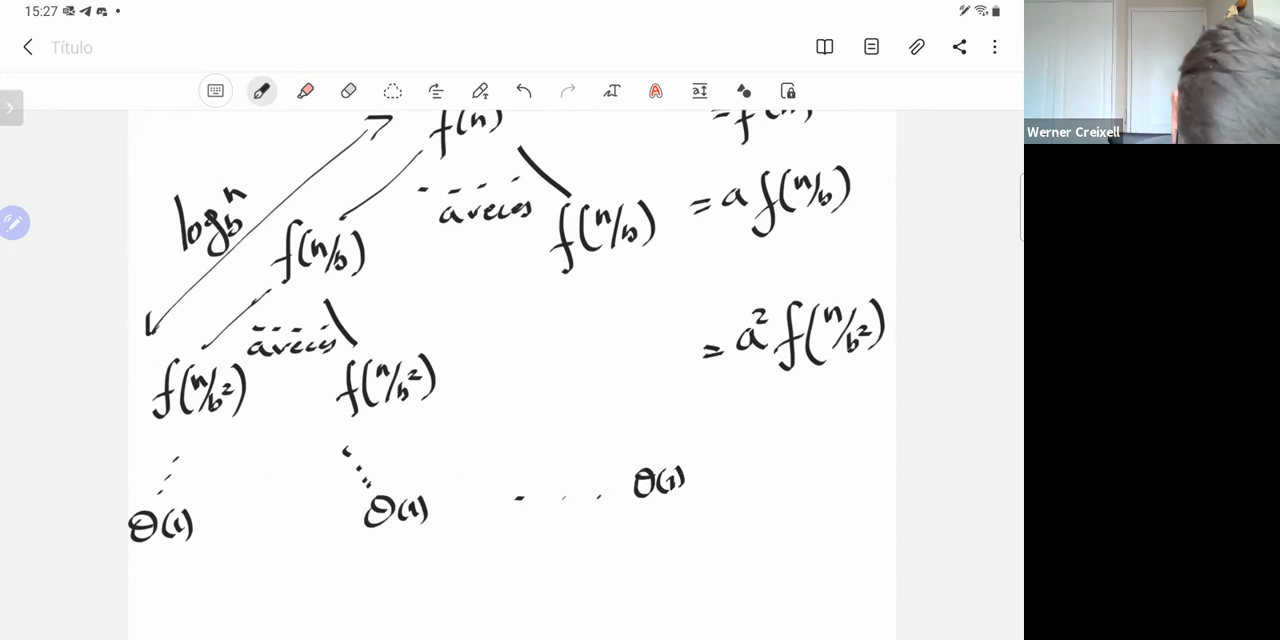 15:27
Título
Werner Creixell
f(n) = f(n)
log_b^n
a veces
f(n/b) f(n/b) = a f(n/b)
a veces
f(n/b²) f(n/b²) = a² f(n/b²)
Θ(1) Θ(1) . . . Θ(1)